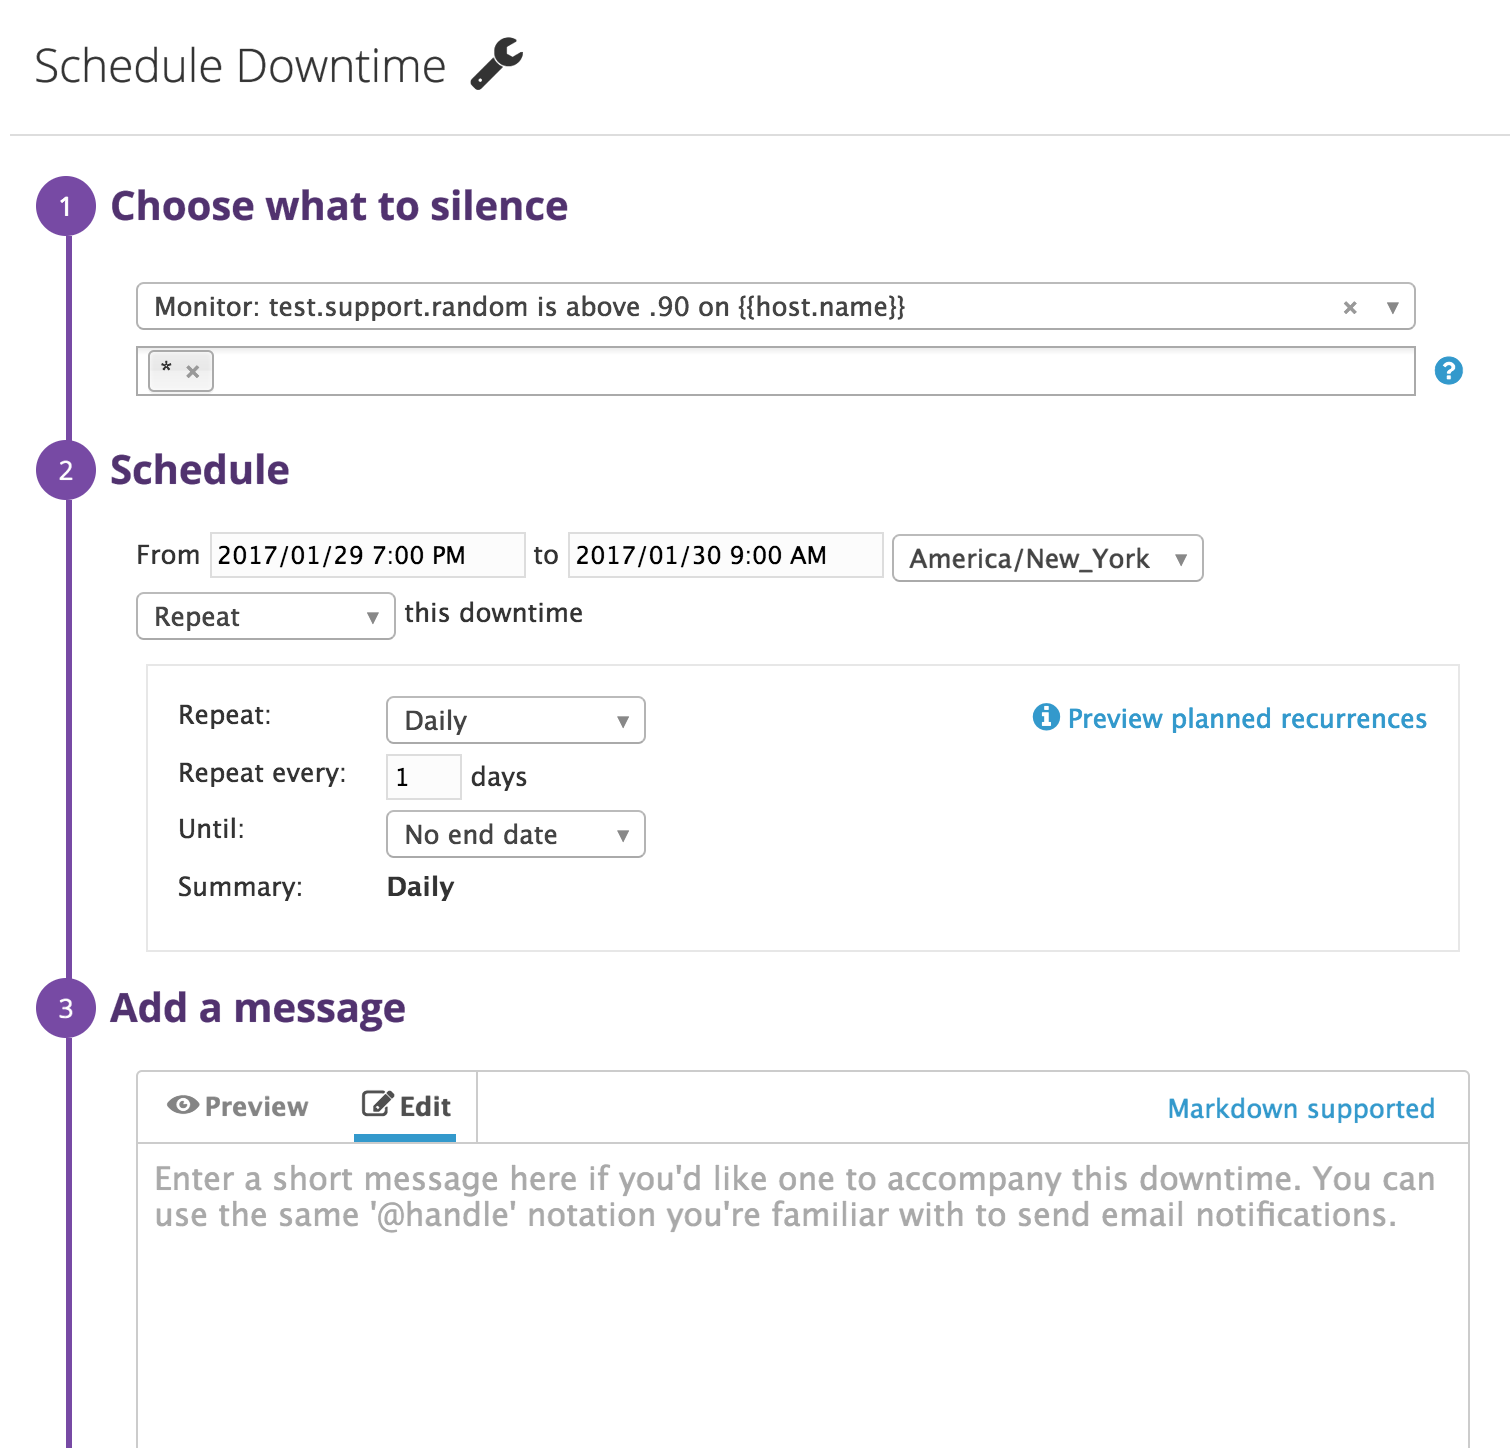 Schedule Downtime
1 Choose what to silence
Monitor: test.support.random is above .90 on {{host.name}} × ▼
* ×
?
2 Schedule
From 2017/01/29 7:00 PM to 2017/01/30 9:00 AM America/New_York ▼
Repeat ▼ this downtime
Repeat: Daily ▼ Preview planned recurrences
Repeat every: 1 days
Until: No end date ▼
Summary: Daily
3 Add a message
Preview Edit Markdown supported
Enter a short message here if you'd like one to accompany this downtime. You can
use the same '@handle' notation you're familiar with to send email notifications.